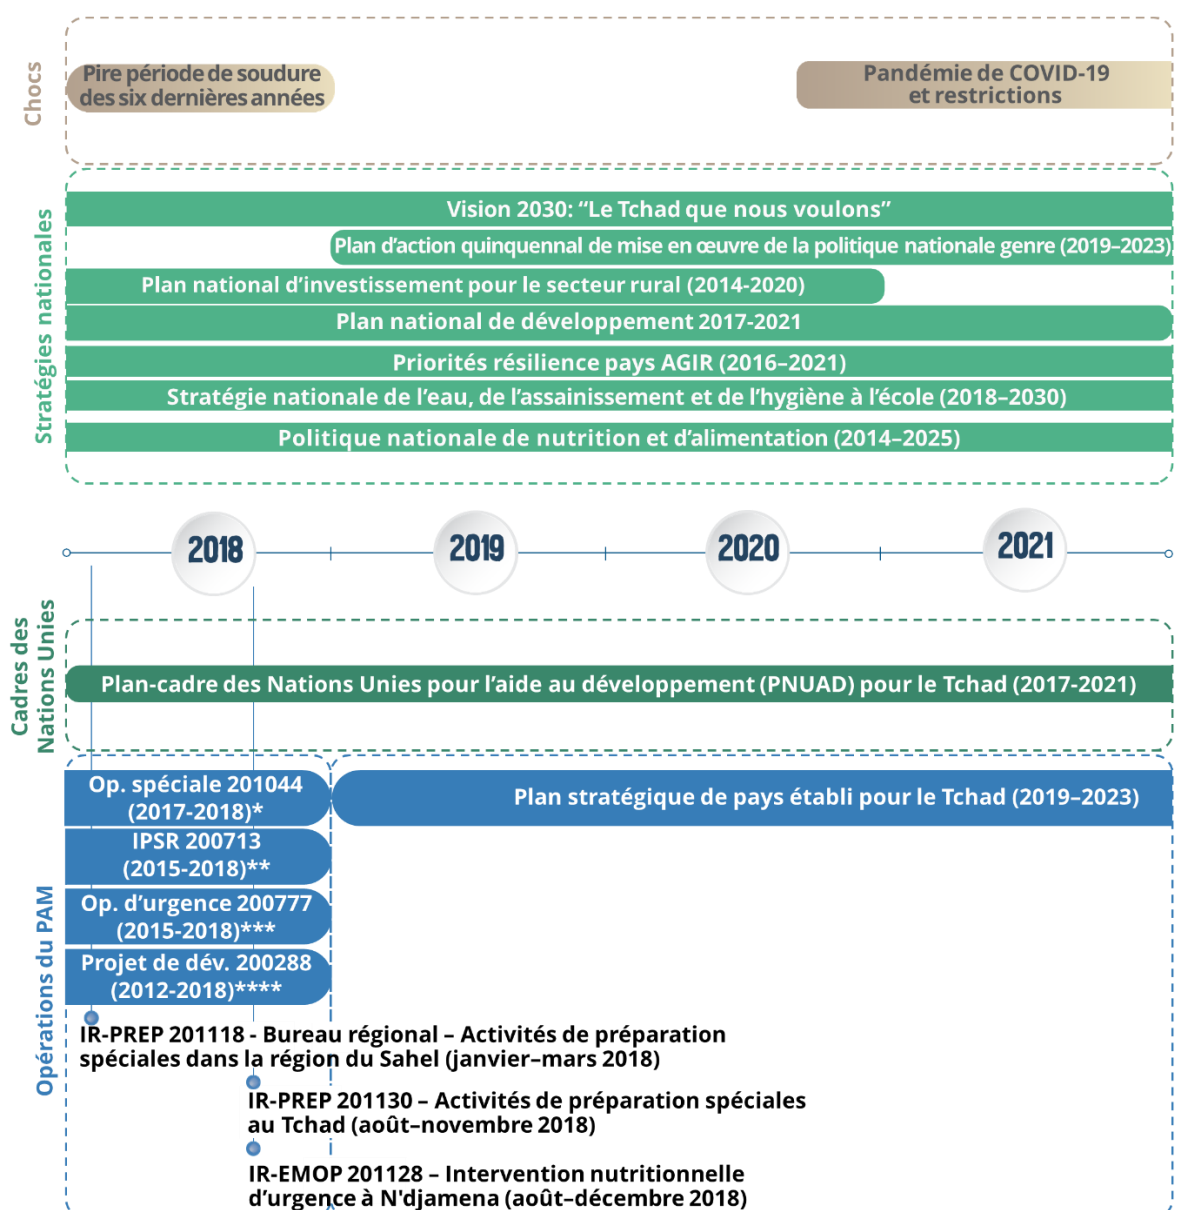 Chocs
Pire période de soudure
des six dernières années
Pandémie de COVID-19
et restrictions
Stratégies nationales
Vision 2030: “Le Tchad que nous voulons”
Plan d’action quinquennal de mise en œuvre de la politique nationale genre (2019–2023)
Plan national d’investissement pour le secteur rural (2014-2020)
Plan national de développement 2017-2021
Priorités résilience pays AGIR (2016–2021)
Stratégie nationale de l’eau, de l’assainissement et de l’hygiène à l’école (2018–2030)
Politique nationale de nutrition et d’alimentation (2014–2025)
2018
2019
2020
2021
Cadres des
Nations Unies
Plan-cadre des Nations Unies pour l’aide au développement (PNUAD) pour le Tchad (2017-2021)
Opérations du PAM
Op. spéciale 201044
(2017-2018)*
Plan stratégique de pays établi pour le Tchad (2019–2023)
IPSR 200713
(2015-2018)**
Op. d’urgence 200777
(2015-2018)***
Projet de dév. 200288
(2012-2018)****
IR-PREP 201118 - Bureau régional – Activités de préparation
spéciales dans la région du Sahel (janvier–mars 2018)
IR-PREP 201130 – Activités de préparation spéciales
au Tchad (août–novembre 2018)
IR-EMOP 201128 – Intervention nutritionnelle
d’urgence à N'djamena (août–décembre 2018)